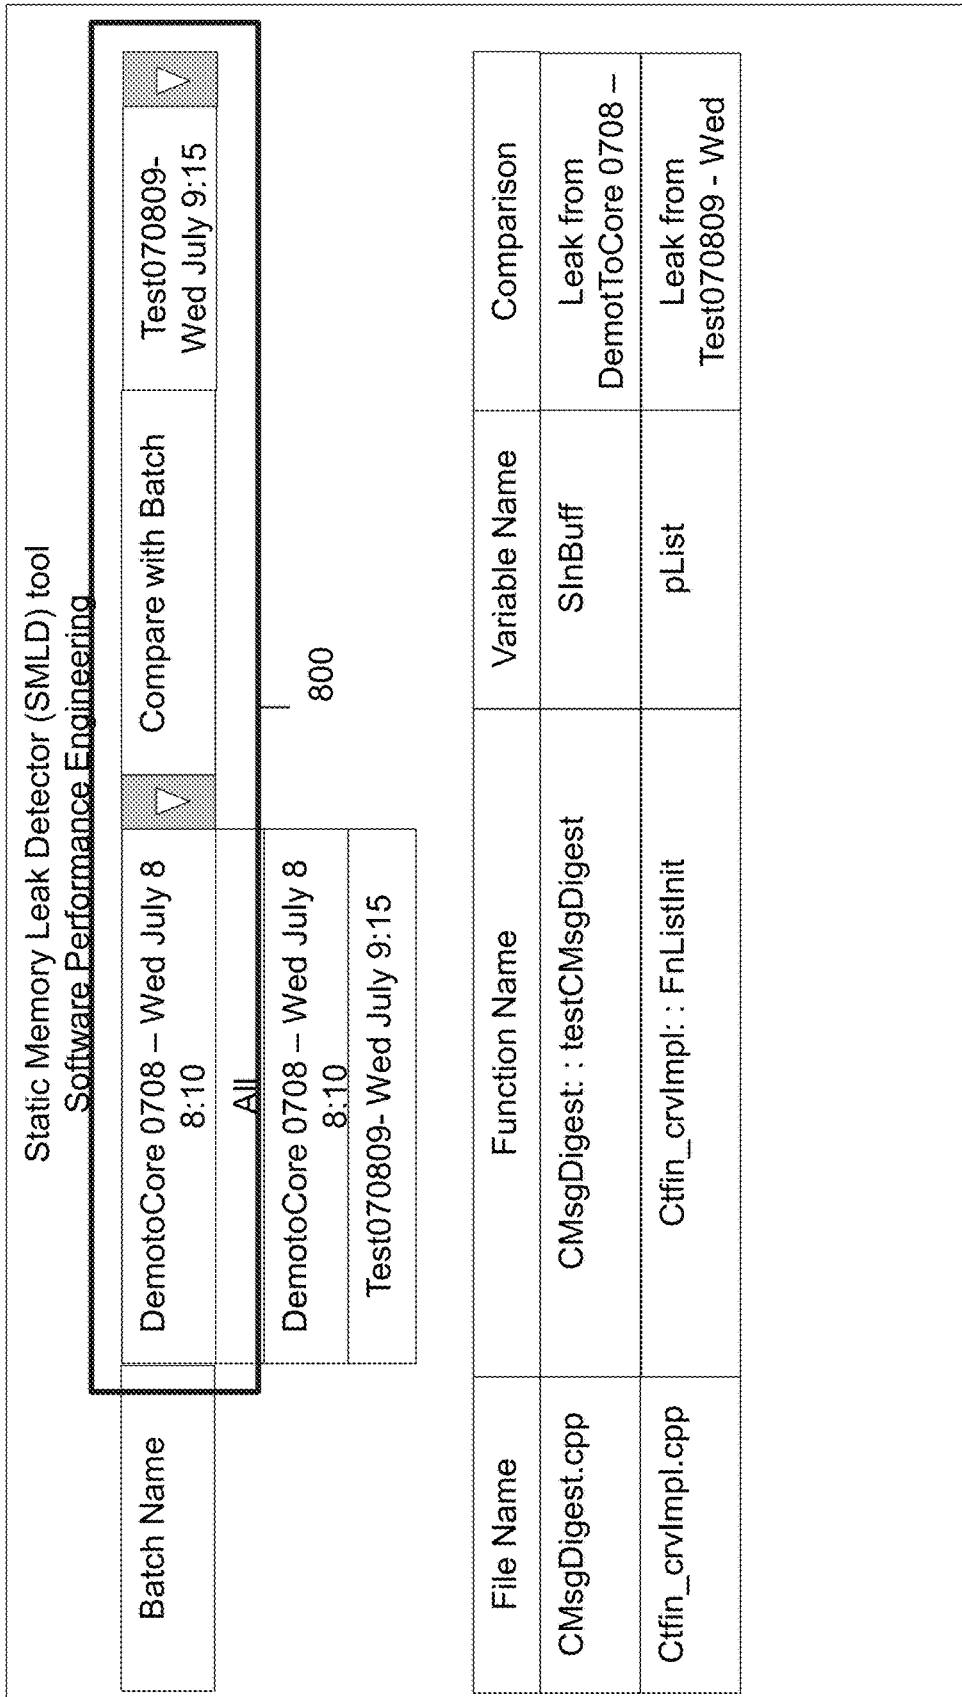 Static Memory Leak Detector (SMLD) tool
Software Performance Engineering
Batch Name
DemotoCore 0708 – Wed July 8
8:10
Compare with Batch
Test070809-
Wed July 9:15
All
DemotoCore 0708 – Wed July 8
8:10
Test070809- Wed July 9:15
800
File Name
Function Name
Variable Name
Comparison
CMsgDigest.cpp
CMsgDigest: : testCMsgDigest
SInBuff
Leak from
DemotToCore 0708 –
Ctfin_crvImpl.cpp
Ctfin_crvImpl: : FnListInit
pList
Leak from
Test070809 - Wed